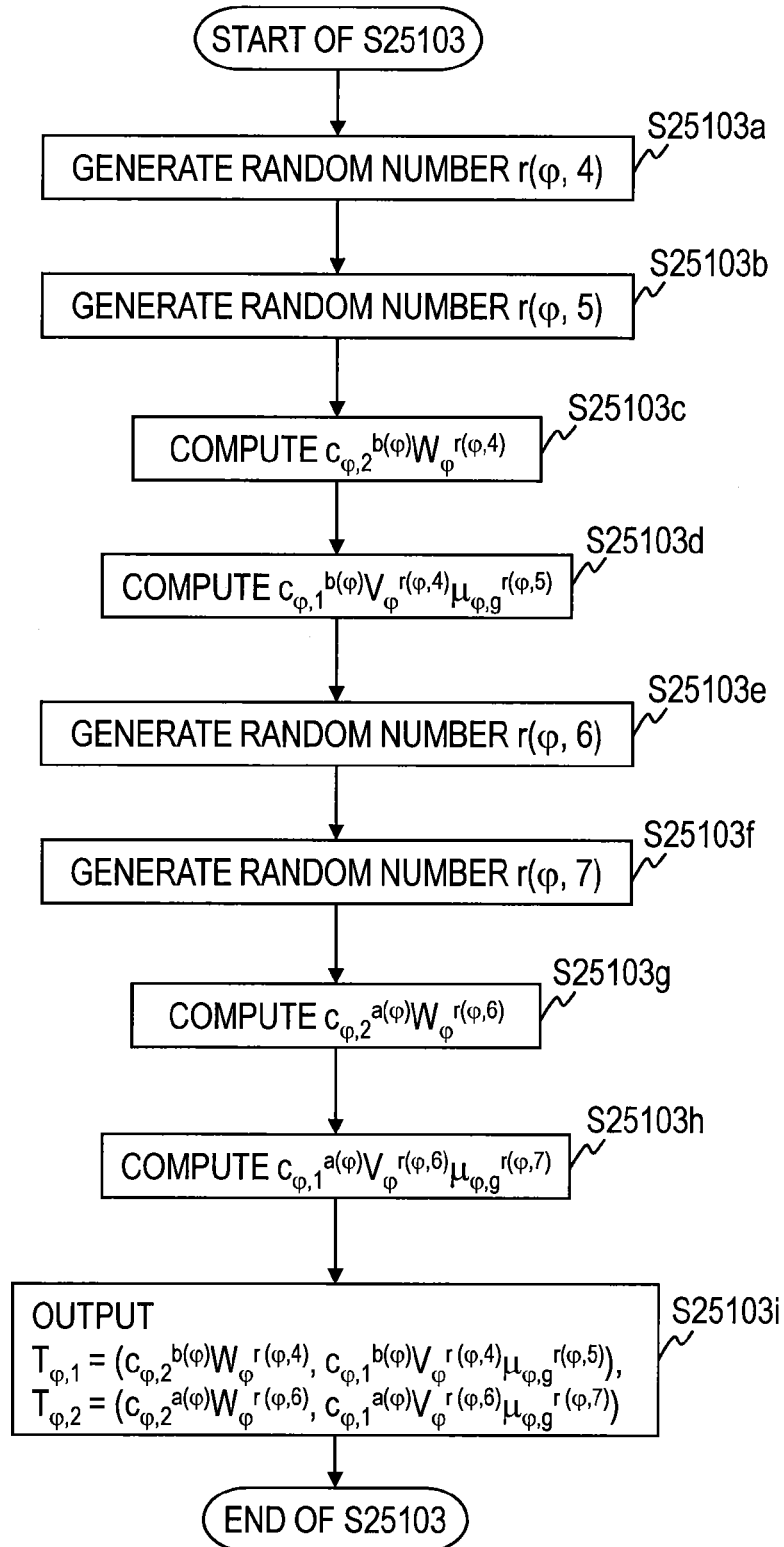 START OF S25103
S25103a
GENERATE RANDOM NUMBER r(φ, 4)
S25103b
GENERATE RANDOM NUMBER r(φ, 5)
S25103c
COMPUTE c_{φ,2}^{b(φ)}W_φ^{r(φ,4)}
S25103d
COMPUTE c_{φ,1}^{b(φ)}V_φ^{r(φ,4)}μ_{φ,g}^{r(φ,5)}
S25103e
GENERATE RANDOM NUMBER r(φ, 6)
S25103f
GENERATE RANDOM NUMBER r(φ, 7)
S25103g
COMPUTE c_{φ,2}^{a(φ)}W_φ^{r(φ,6)}
S25103h
COMPUTE c_{φ,1}^{a(φ)}V_φ^{r(φ,6)}μ_{φ,g}^{r(φ,7)}
S25103i
OUTPUT
T_{φ,1} = (c_{φ,2}^{b(φ)}W_φ^{r(φ,4)}, c_{φ,1}^{b(φ)}V_φ^{r(φ,4)}μ_{φ,g}^{r(φ,5)}),
T_{φ,2} = (c_{φ,2}^{a(φ)}W_φ^{r(φ,6)}, c_{φ,1}^{a(φ)}V_φ^{r(φ,6)}μ_{φ,g}^{r(φ,7)})
END OF S25103